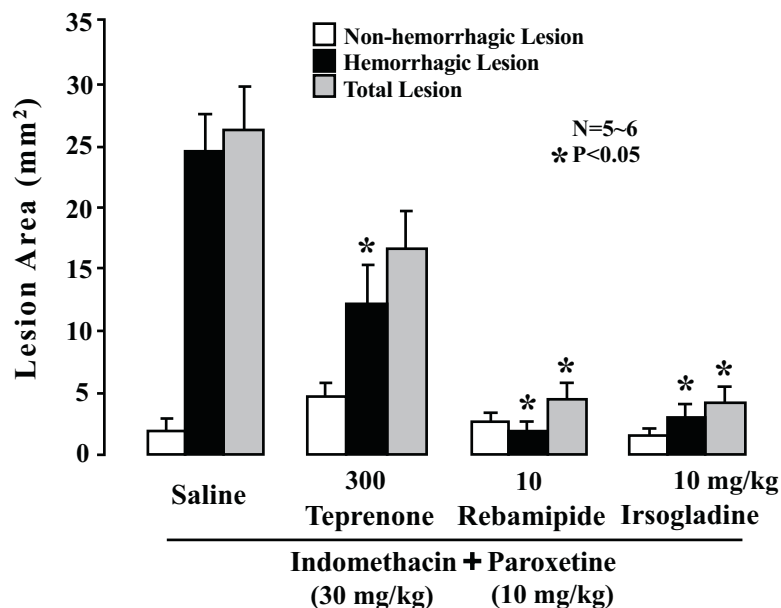 Lesion Area (mm²)
35
30
25
20
15
10
5
0
Non-hemorrhagic Lesion
Hemorrhagic Lesion
Total Lesion
N=5~6
* P<0.05
*
* *
* *
300 10 10 mg/kg
Saline Teprenone Rebamipide Irsogladine
Indomethacin + Paroxetine
(30 mg/kg) (10 mg/kg)